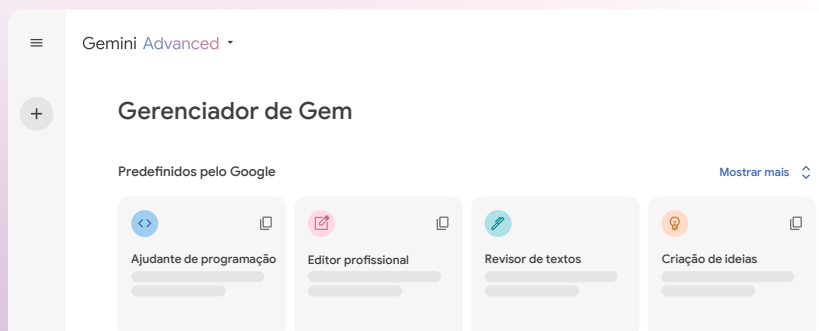 Gemini Advanced
Gerenciador de Gem
Predefinidos pelo Google
Mostrar mais
Ajudante de programação
Editor profissional
Revisor de textos
Criação de ideias